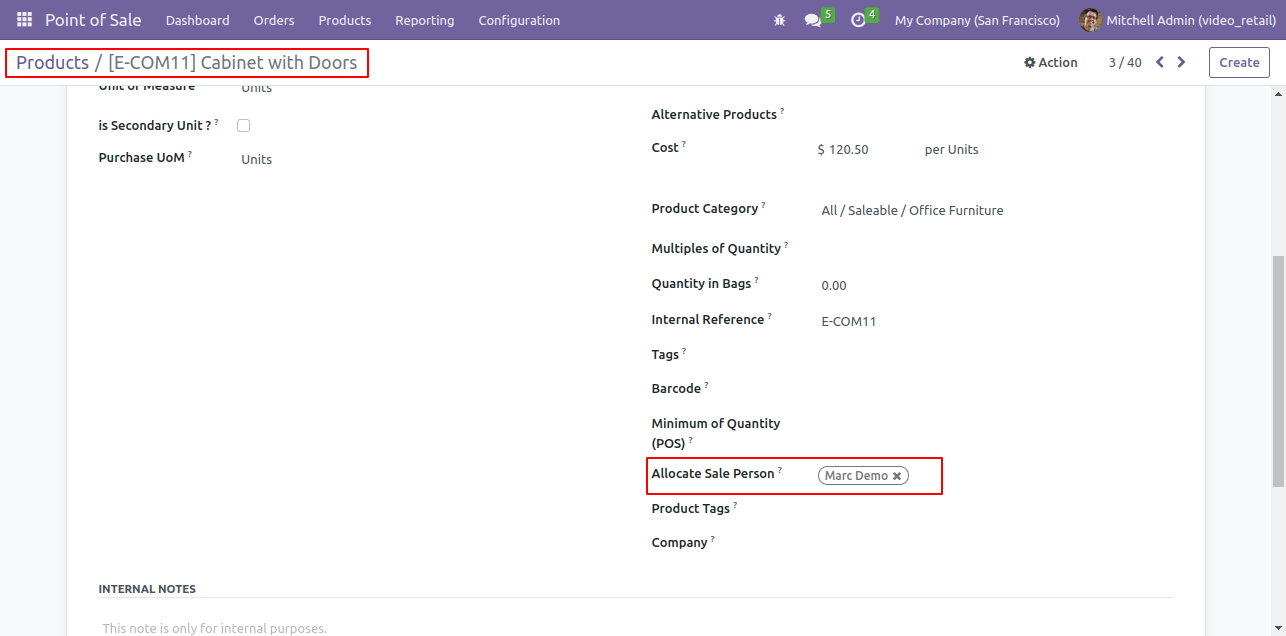 Point of Sale Dashboard Orders Products Reporting Configuration 5 4 My Company (San Francisco) Mitchell Admin (video_retail)
Products / [E-COM11] Cabinet with Doors Action 3 / 40 Create
Unit of Measure Units
is Secondary Unit ? ?
Purchase UoM ? Units
Alternative Products ?
Cost ? $ 120.50 per Units
Product Category ? All / Saleable / Office Furniture
Multiples of Quantity ?
Quantity in Bags ? 0.00
Internal Reference ? E-COM11
Tags ?
Barcode ?
Minimum of Quantity
(POS) ?
Allocate Sale Person ? Marc Demo ✖
Product Tags ?
Company ?
INTERNAL NOTES
This note is only for internal purposes.